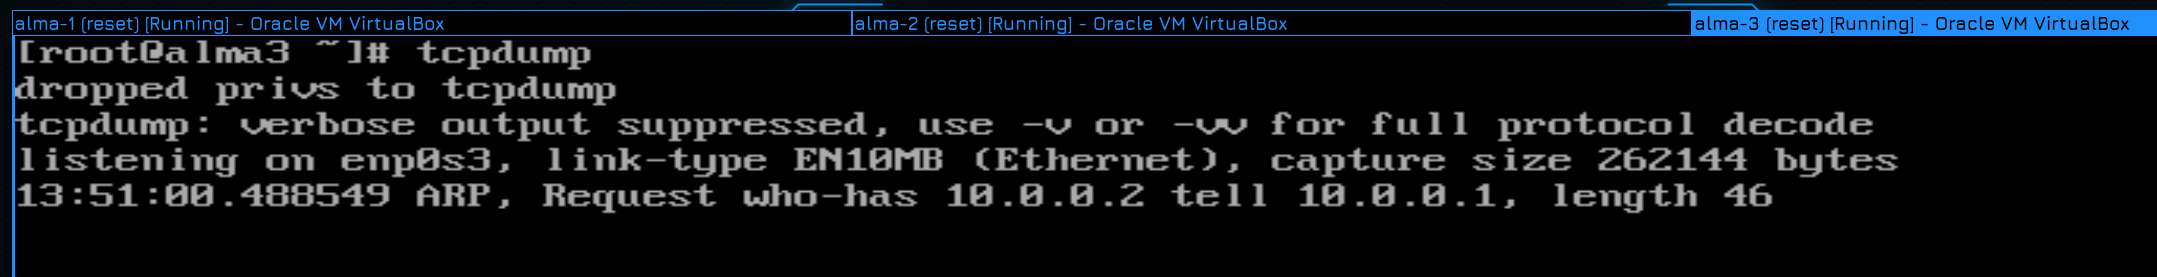 alma-1 (reset) [Running] - Oracle VM VirtualBox
alma-2 (reset) [Running] - Oracle VM VirtualBox
alma-3 (reset) [Running] - Oracle VM VirtualBox
[root@alma3 ~]# tcpdump
dropped privs to tcpdump
tcpdump: verbose output suppressed, use -v or -vv for full protocol decode
listening on enp0s3, link-type EN10MB (Ethernet), capture size 262144 bytes
13:51:00.488549 ARP, Request who-has 10.0.0.2 tell 10.0.0.1, length 46